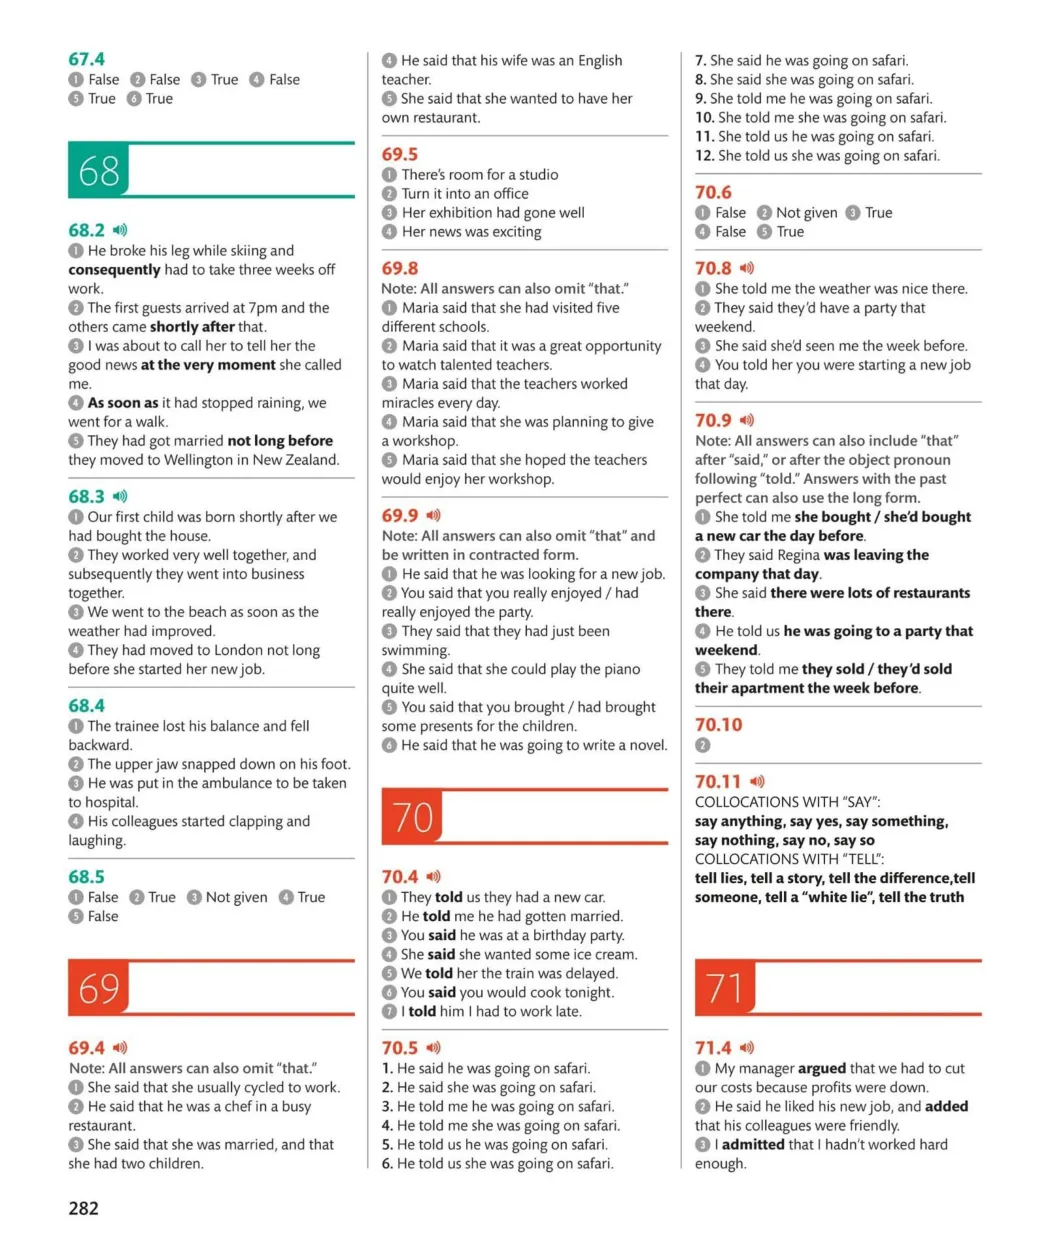 67.4
1 False 2 False 3 True 4 False
5 True 6 True
68
68.2
1 He broke his leg while skiing and
consequently had to take three weeks off
work.
2 The first guests arrived at 7pm and the
others came shortly after that.
3 I was about to call her to tell her the
good news at the very moment she called
me.
4 As soon as it had stopped raining, we
went for a walk.
5 They had got married not long before
they moved to Wellington in New Zealand.
68.3
1 Our first child was born shortly after we
had bought the house.
2 They worked very well together, and
subsequently they went into business
together.
3 We went to the beach as soon as the
weather had improved.
4 They had moved to London not long
before she started her new job.
68.4
1 The trainee lost his balance and fell
backward.
2 The upper jaw snapped down on his foot.
3 He was put in the ambulance to be taken
to hospital.
4 His colleagues started clapping and
laughing.
68.5
1 False 2 True 3 Not given 4 True
5 False
69
69.4
Note: All answers can also omit “that.”
1 She said that she usually cycled to work.
2 He said that he was a chef in a busy
restaurant.
3 She said that she was married, and that
she had two children.
4 He said that his wife was an English
teacher.
5 She said that she wanted to have her
own restaurant.
69.5
1 There’s room for a studio
2 Turn it into an office
3 Her exhibition had gone well
4 Her news was exciting
69.8
Note: All answers can also omit “that.”
1 Maria said that she had visited five
different schools.
2 Maria said that it was a great opportunity
to watch talented teachers.
3 Maria said that the teachers worked
miracles every day.
4 Maria said that she was planning to give
a workshop.
5 Maria said that she hoped the teachers
would enjoy her workshop.
69.9
Note: All answers can also omit “that” and
be written in contracted form.
1 He said that he was looking for a new job.
2 You said that you really enjoyed / had
really enjoyed the party.
3 They said that they had just been
swimming.
4 She said that she could play the piano
quite well.
5 You said that you brought / had brought
some presents for the children.
6 He said that he was going to write a novel.
70
70.4
1 They told us they had a new car.
2 He told me he had gotten married.
3 You said he was at a birthday party.
4 She said she wanted some ice cream.
5 We told her the train was delayed.
6 You said you would cook tonight.
7 I told him I had to work late.
70.5
1. He said he was going on safari.
2. He said she was going on safari.
3. He told me he was going on safari.
4. He told me she was going on safari.
5. He told us he was going on safari.
6. He told us she was going on safari.
7. She said he was going on safari.
8. She said she was going on safari.
9. She told me he was going on safari.
10. She told me she was going on safari.
11. She told us he was going on safari.
12. She told us she was going on safari.
70.6
1 False 2 Not given 3 True
4 False 5 True
70.8
1 She told me the weather was nice there.
2 They said they’d have a party that
weekend.
3 She said she’d seen me the week before.
4 You told her you were starting a new job
that day.
70.9
Note: All answers can also include “that”
after “said,” or after the object pronoun
following “told.” Answers with the past
perfect can also use the long form.
1 She told me she bought / she’d bought
a new car the day before.
2 They said Regina was leaving the
company that day.
3 She said there were lots of restaurants
there.
4 He told us he was going to a party that
weekend.
5 They told me they sold / they’d sold
their apartment the week before.
70.10
2
70.11
COLLOCATIONS WITH “SAY”:
say anything, say yes, say something,
say nothing, say no, say so
COLLOCATIONS WITH “TELL”:
tell lies, tell a story, tell the difference,tell
someone, tell a “white lie”, tell the truth
71
71.4
1 My manager argued that we had to cut
our costs because profits were down.
2 He said he liked his new job, and added
that his colleagues were friendly.
3 I admitted that I hadn’t worked hard
enough.
282